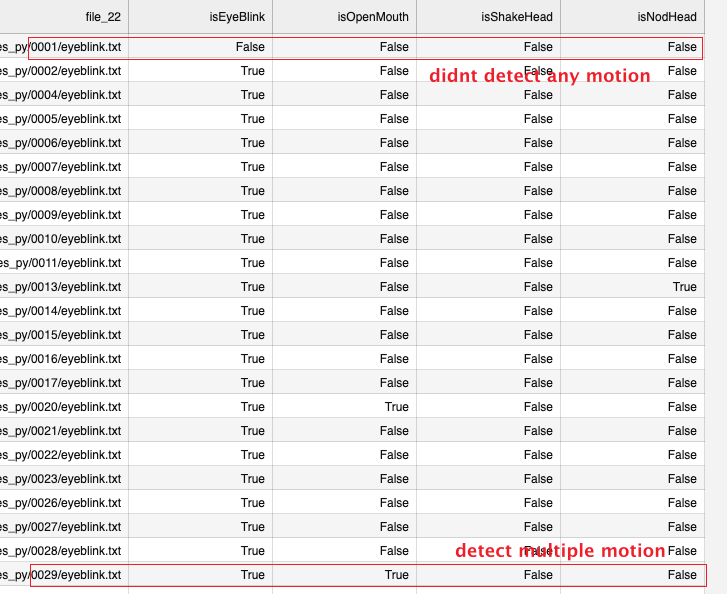 file_22 isEyeBlink isOpenMouth isShakeHead isNodHead
es_py/0001/eyeblink.txt False False False False
es_py/0002/eyeblink.txt True False False False
didnt detect any motion
es_py/0004/eyeblink.txt True False False False
es_py/0005/eyeblink.txt True False False False
es_py/0006/eyeblink.txt True False False False
es_py/0007/eyeblink.txt True False False False
es_py/0008/eyeblink.txt True False False False
es_py/0009/eyeblink.txt True False False False
es_py/0010/eyeblink.txt True False False False
es_py/0011/eyeblink.txt True False False False
es_py/0013/eyeblink.txt True False False True
es_py/0014/eyeblink.txt True False False False
es_py/0015/eyeblink.txt True False False False
es_py/0016/eyeblink.txt True False False False
es_py/0017/eyeblink.txt True False False False
es_py/0020/eyeblink.txt True True False False
es_py/0021/eyeblink.txt True False False False
es_py/0022/eyeblink.txt True False False False
es_py/0023/eyeblink.txt True False False False
es_py/0026/eyeblink.txt True False False False
es_py/0027/eyeblink.txt True False False False
es_py/0028/eyeblink.txt True False False False
detect multiple motion
es_py/0029/eyeblink.txt True True False False